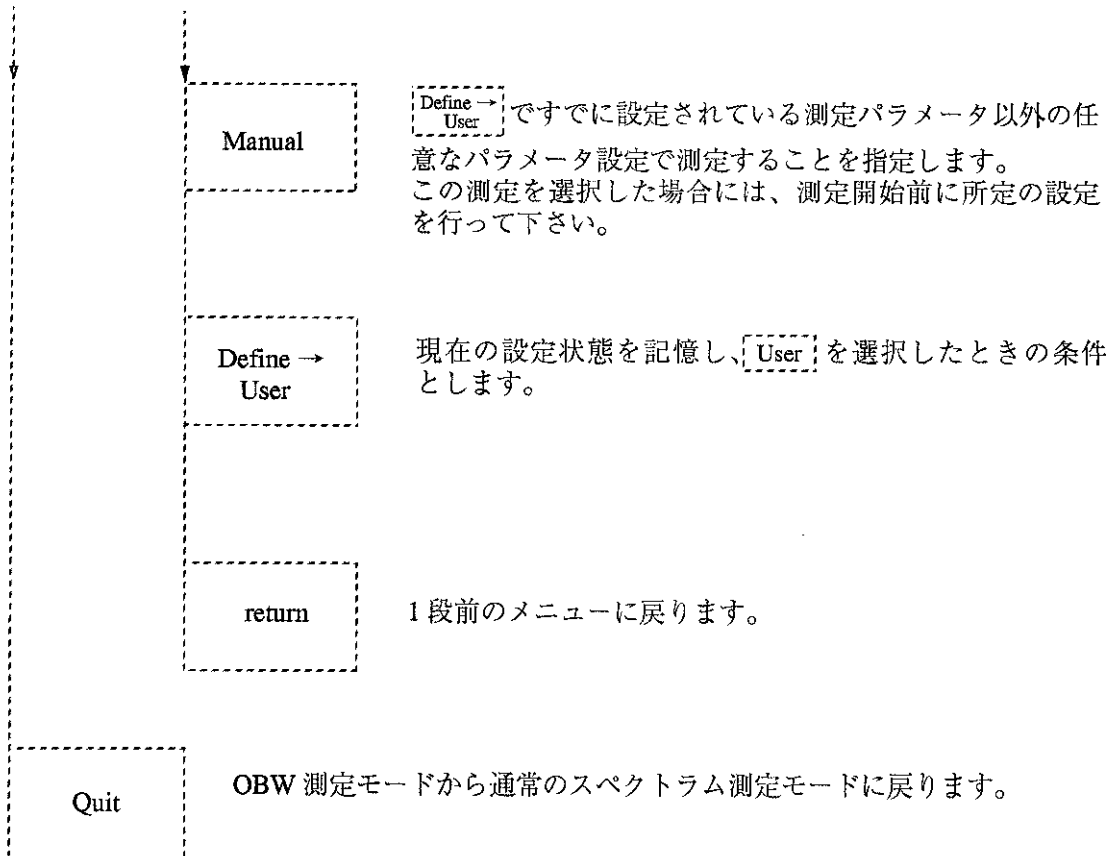 Manual
Define → User ですでに設定されている測定パラメータ以外の任
意なパラメータ設定で測定することを指定します。
この測定を選択した場合には、測定開始前に所定の設定
を行って下さい。
Define →
User
現在の設定状態を記憶し、 User を選択したときの条件
とします。
return
1段前のメニューに戻ります。
Quit
OBW 測定モードから通常のスペクトラム測定モードに戻ります。